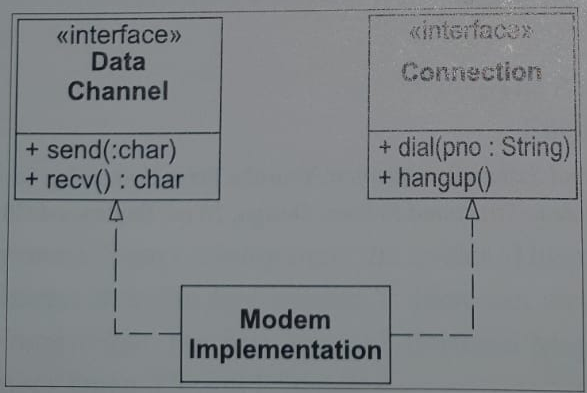 «interface»
Data
Channel
+ send(:char)
+ recv() : char
«interface»
Connection
+ dial(pno : String)
+ hangup()
Modem
Implementation